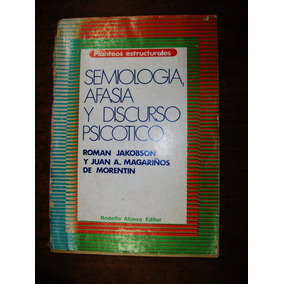 Planteos estructurales
SEMIOLOGIA,
AFASIA
Y DISCURSO
PSICOTICO
ROMAN JAKOBSON
Y JUAN A. MAGARIÑOS
DE MORENTIN
Rodolfo Alonso Editor